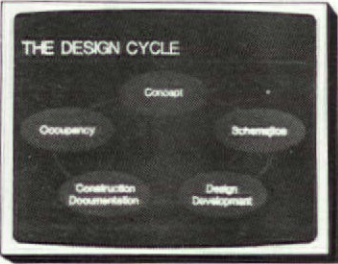 THE DESIGN CYCLE
Concept
Occupancy
Schematics
Construction
Documentation
Design
Development